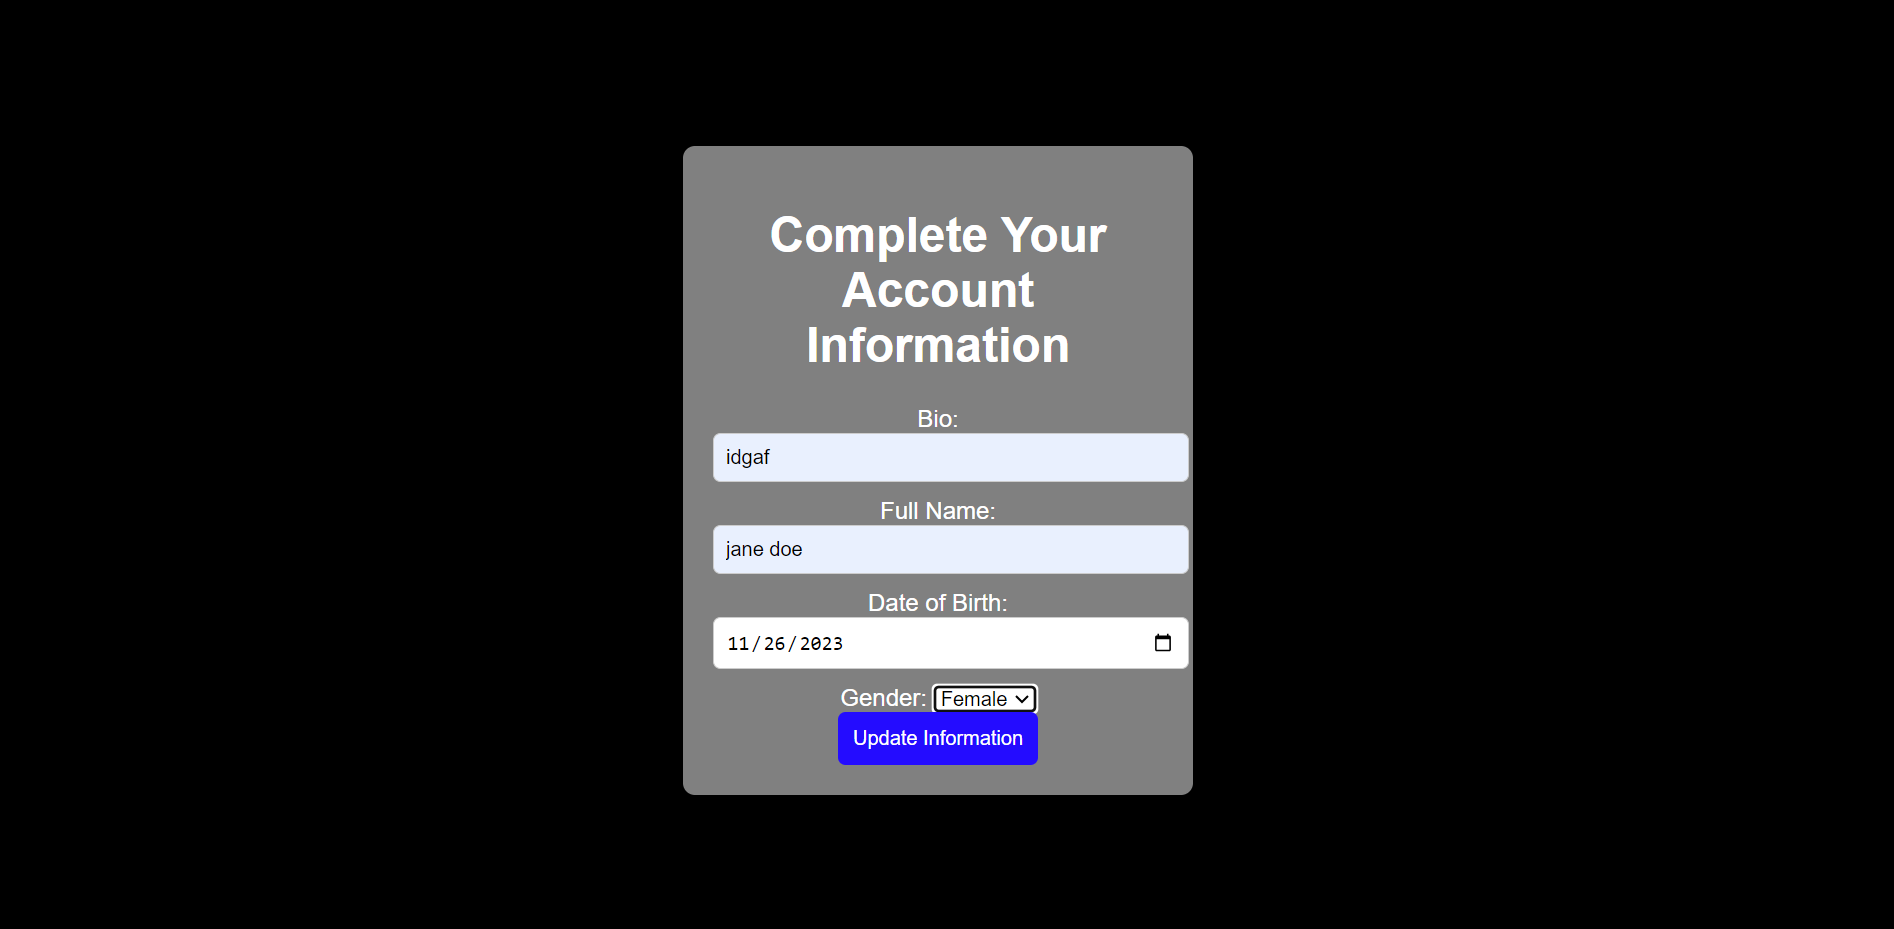 Complete Your
Account
Information
Bio:
idgaf
Full Name:
jane doe
Date of Birth:
11/26/2023
Gender: Female
Update Information